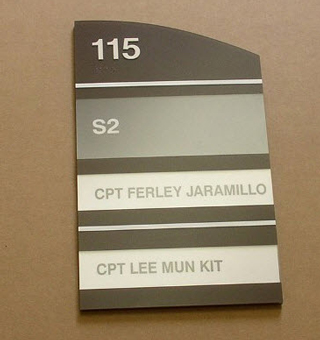 115
S2
CPT FERLEY JARAMILLO
CPT LEE MUN KIT